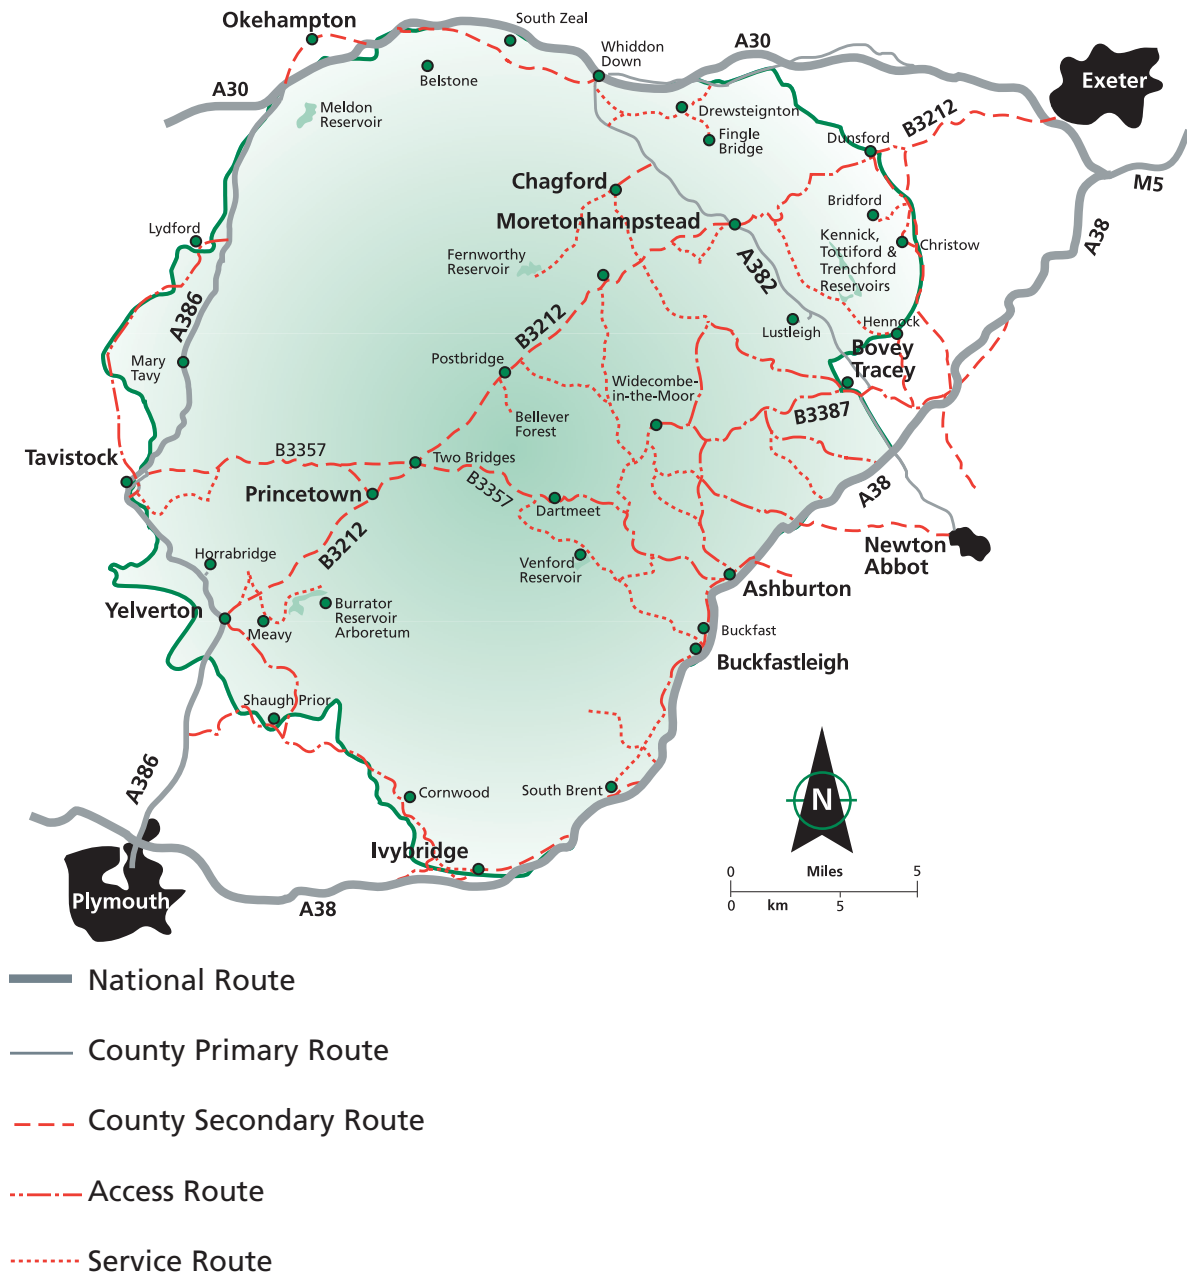 Okehampton
South Zeal
Whiddon
Down
A30
Exeter
Belstone
A30
Meldon
Reservoir
Drewsteignton
Fingle
Bridge
Dunsford
B3212
M5
Chagford
Moretonhampstead
Bridford
Lydford
Kennick,
Tottiford &
Trenchford
Reservoirs
Christow
A38
Fernworthy
Reservoir
A382
A386
B3212
Lustleigh
Hennock
Mary
Tavy
Postbridge
Bovey
Tracey
Widecombe-
in-the-Moor
Bellever
Forest
B3387
Tavistock
B3357
Two Bridges
Princetown
B3357
Dartmeet
A38
Horrabridge
B3212
Venford
Reservoir
Newton
Abbot
Yelverton
Meavy
Burrator
Reservoir
Arboretum
Ashburton
Buckfast
Buckfastleigh
Shaugh Prior
A386
Cornwood
South Brent
N
Ivybridge
0 Miles 5
0 km 5
Plymouth
A38
National Route
County Primary Route
County Secondary Route
Access Route
Service Route